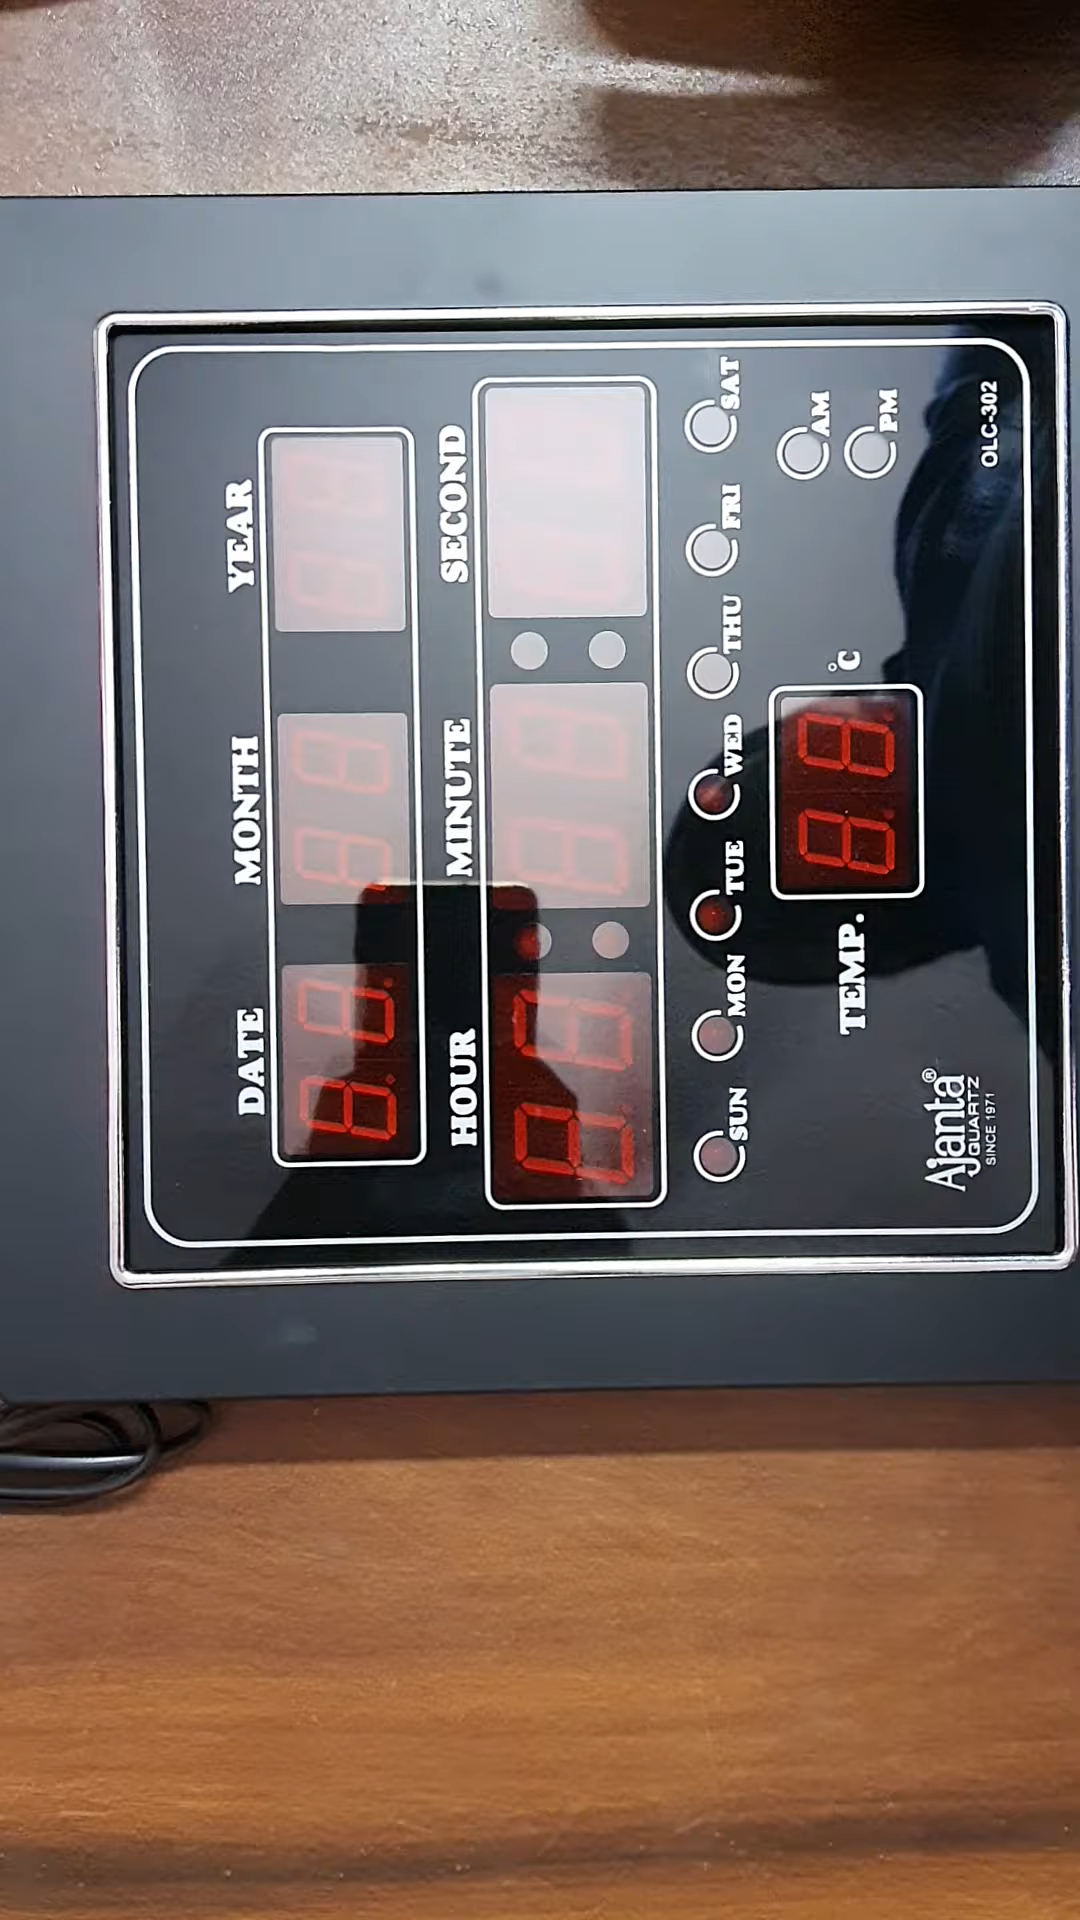 DATE MONTH YEAR
HOUR MINUTE SECOND
SUN MON TUE WED THU FRI SAT
AM
TEMP. °C
PM
Ajanta®
QUARTZ
SINCE 1971
OLC-302